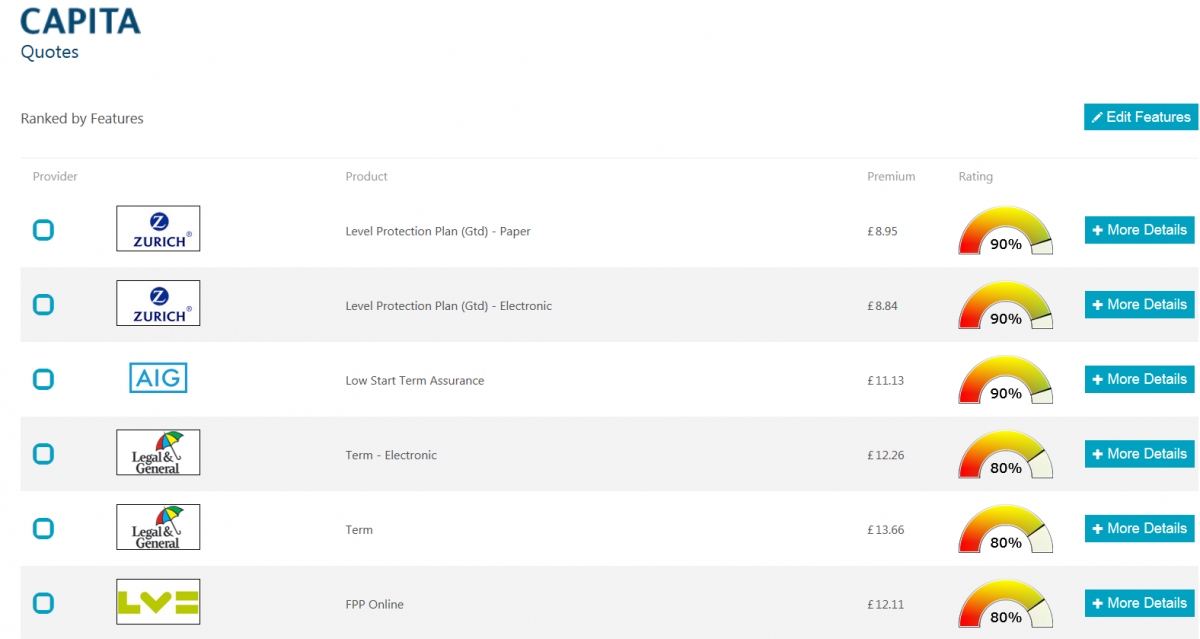 CAPITA
Quotes
Ranked by Features
Edit Features
Provider Product Premium Rating
ZURICH® Level Protection Plan (Gtd) - Paper £8.95 90% More Details
ZURICH® Level Protection Plan (Gtd) - Electronic £8.84 90% More Details
AIG Low Start Term Assurance £11.13 90% More Details
Legal & General Term - Electronic £12.26 80% More Details
Legal & General Term £13.66 80% More Details
LV= FPP Online £12.11 80% More Details